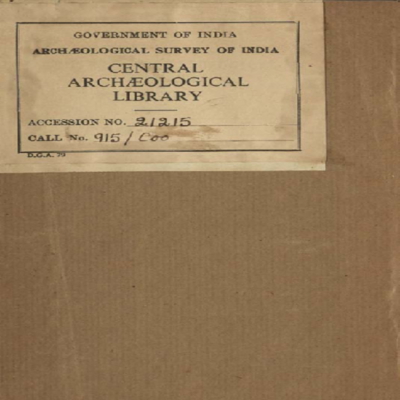 GOVERNMENT OF INDIA
ARCHÆOLOGICAL SURVEY OF INDIA
CENTRAL
ARCHÆOLOGICAL
LIBRARY
ACCESSION NO. 21215
CALL No. 915/Coo
D.G.A. 79